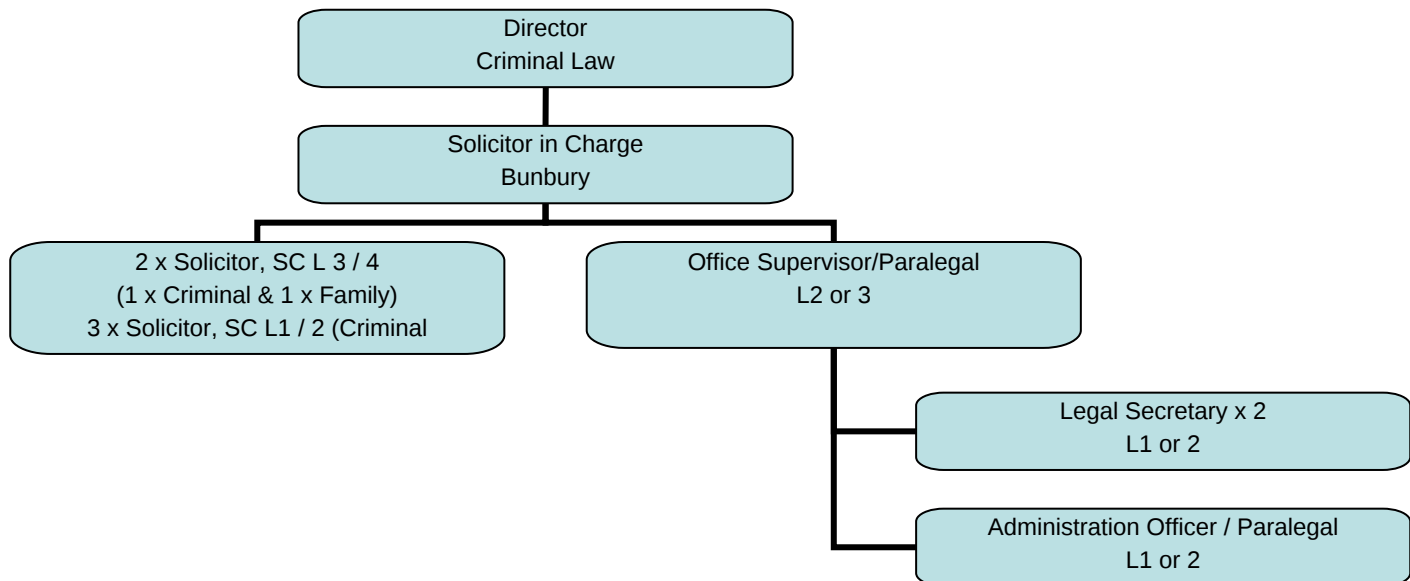 Director
Criminal Law
Solicitor in Charge
Bunbury
2 x Solicitor, SC L 3 / 4
(1 x Criminal & 1 x Family)
3 x Solicitor, SC L1 / 2 (Criminal
Office Supervisor/Paralegal
L2 or 3
Legal Secretary x 2
L1 or 2
Administration Officer / Paralegal
L1 or 2